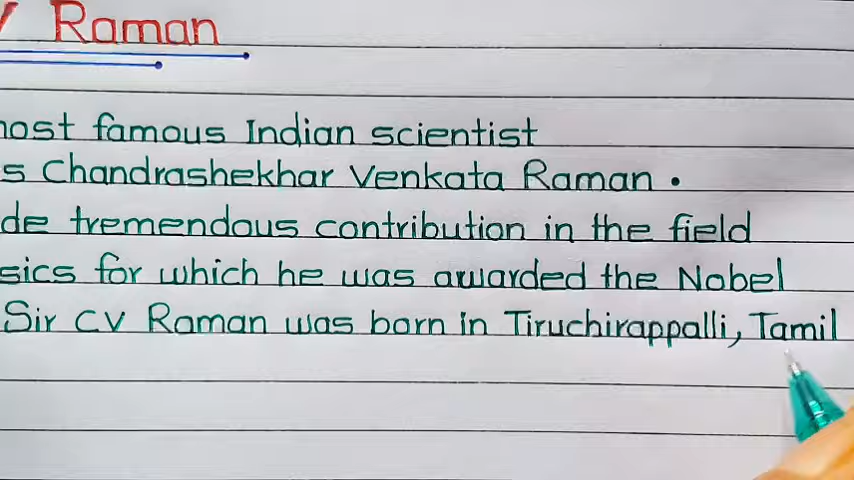 Raman
most famous Indian scientist
s Chandrashekhar Venkata Raman .
de tremendous contribution in the field
sics for which he was awarded the Nobel
Sir CV Raman was born in Tiruchirappalli, Tamil